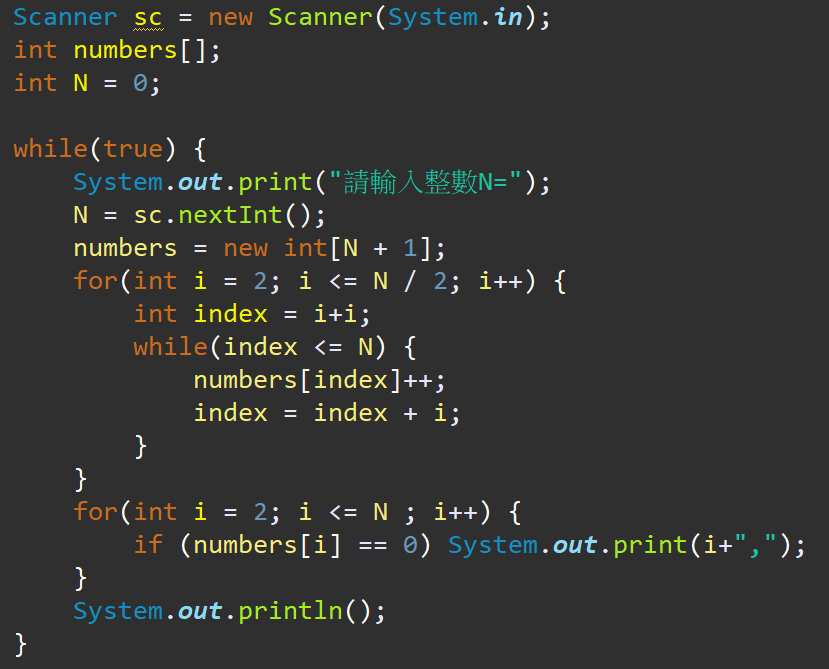 Scanner sc = new Scanner(System.in);
int numbers[];
int N = 0;

while(true) {
    System.out.print("請輸入整數N=");
    N = sc.nextInt();
    numbers = new int[N + 1];
    for(int i = 2; i <= N / 2; i++) {
        int index = i+i;
        while(index <= N) {
            numbers[index]++;
            index = index + i;
        }
    }
    for(int i = 2; i <= N ; i++) {
        if (numbers[i] == 0) System.out.print(i+",");
    }
    System.out.println();
}